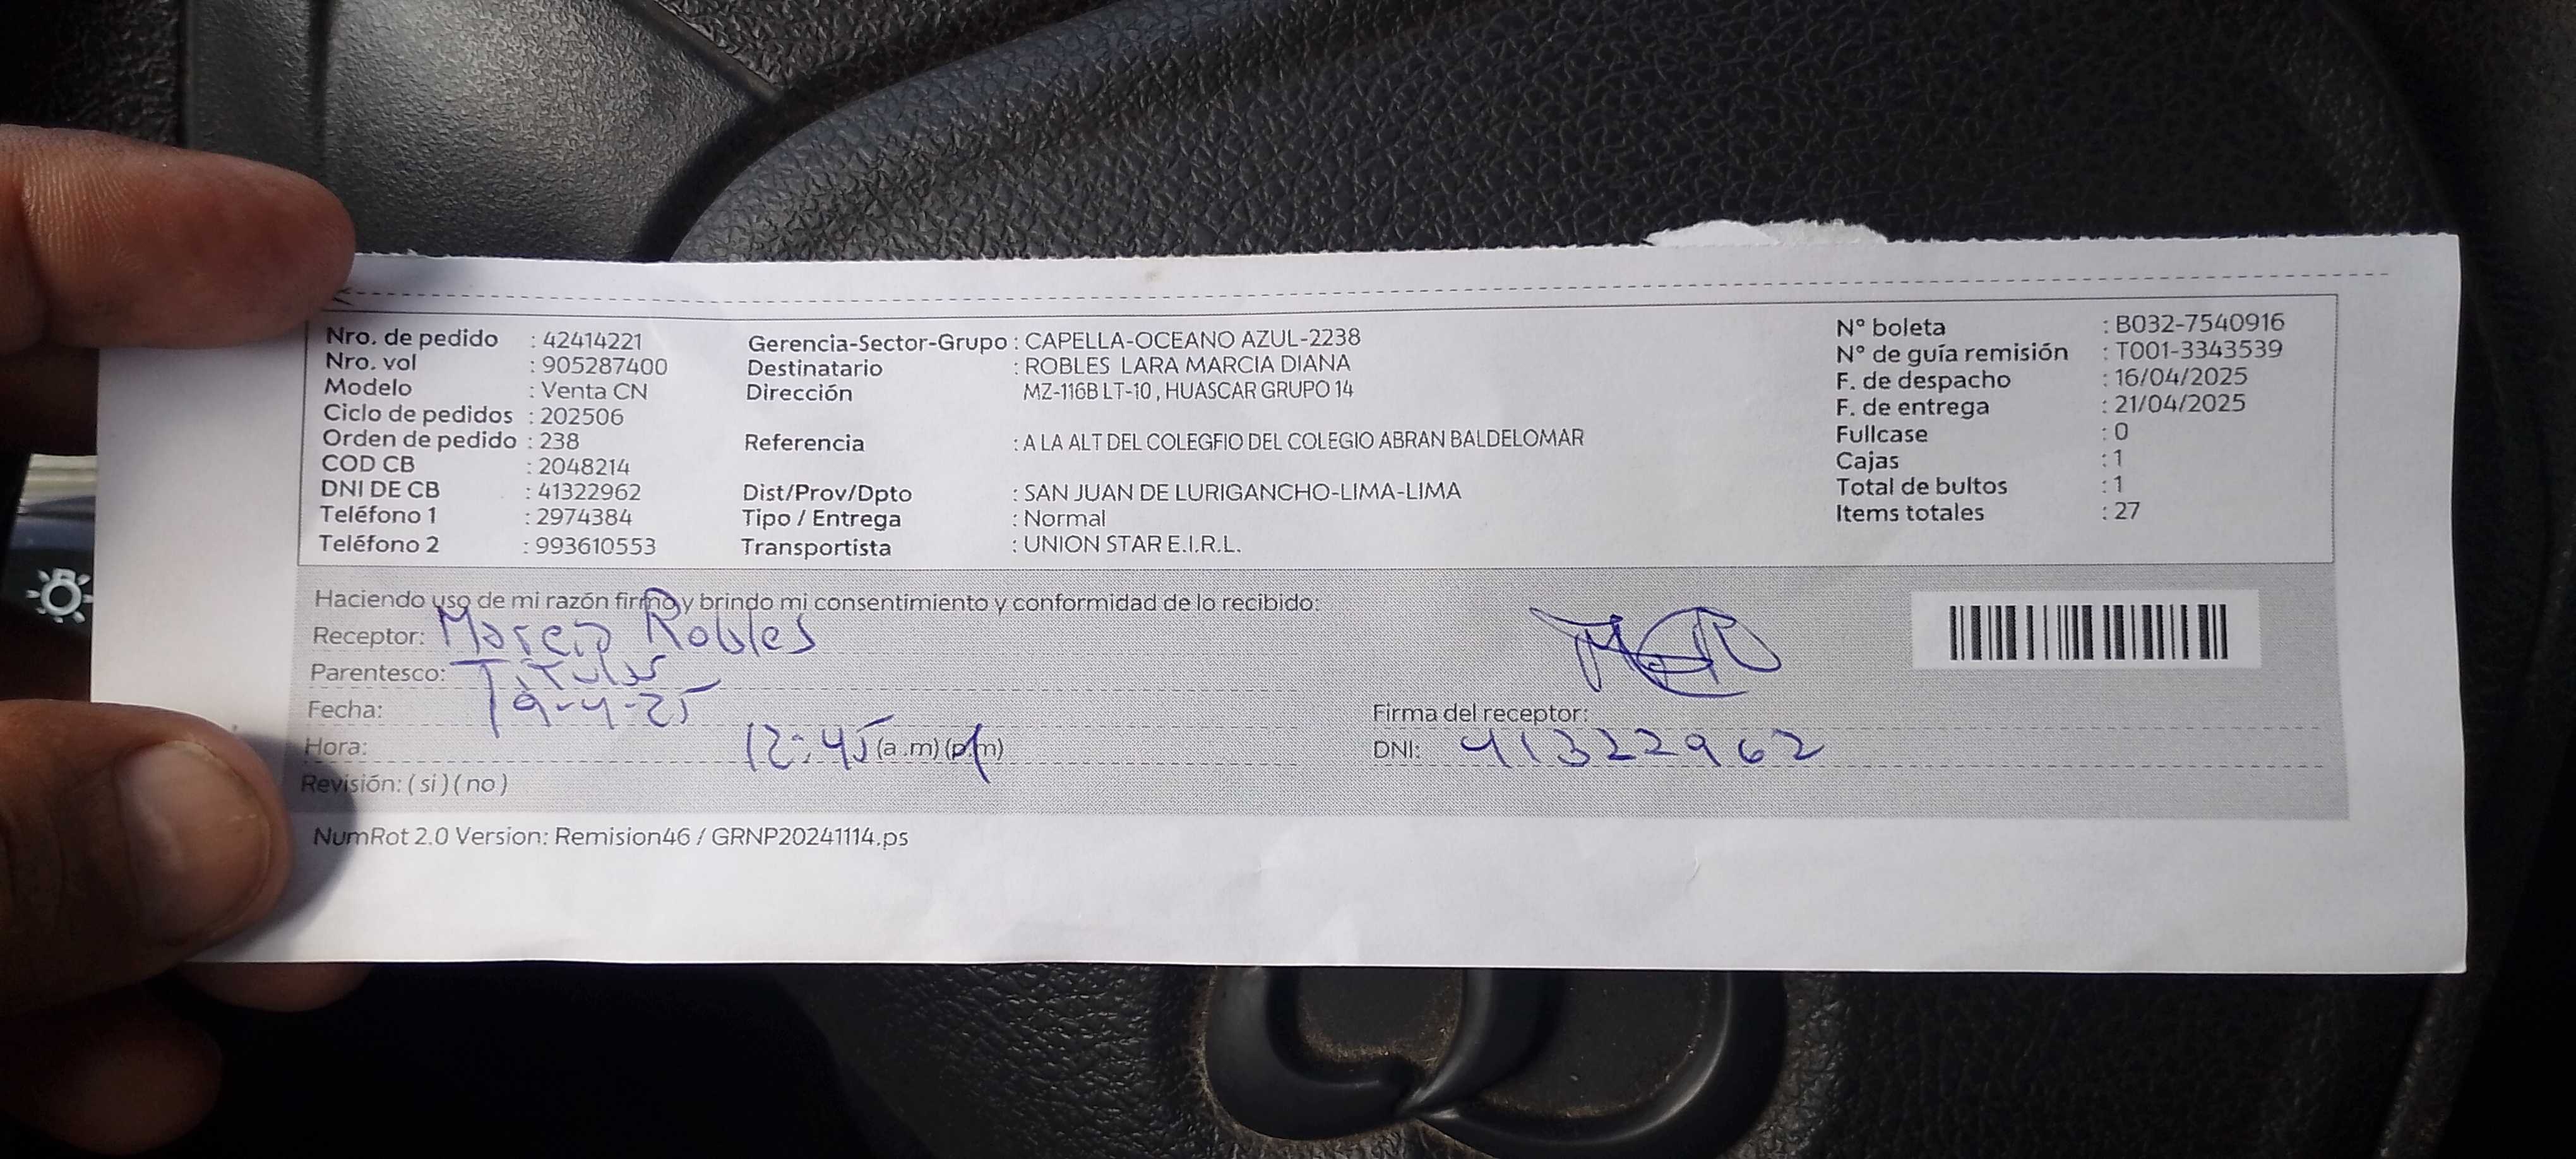 Nro. de pedido : 42414221
Nro. vol : 905287400
Modelo : Venta CN
Ciclo de pedidos : 202506
Orden de pedido : 238
COD CB : 2048214
DNI DE CB : 41322962
Teléfono 1 : 2974384
Teléfono 2 : 993610553
Gerencia-Sector-Grupo : CAPELLA-OCEANO AZUL-2238
Destinatario : ROBLES LARA MARCIA DIANA
Dirección MZ-116B LT-10 , HUASCAR GRUPO 14
Referencia : A LA ALT DEL COLEGFIO DEL COLEGIO ABRAN BALDELOMAR
Dist/Prov/Dpto : SAN JUAN DE LURIGANCHO-LIMA-LIMA
Tipo / Entrega : Normal
Transportista : UNION STAR E.I.R.L.
N° boleta : B032-7540916
N° de guía remisión : T001-3343539
F. de despacho : 16/04/2025
F. de entrega : 21/04/2025
Fullcase : 0
Cajas : 1
Total de bultos : 1
Items totales : 27
Haciendo uso de mi razón firmo y brindo mi consentimiento y conformidad de lo recibido:
Receptor: Marcia Robles
Parentesco: Titular
Fecha: 19-4-25
Hora: 12:45 (a .m) (p.m)
Revisión: ( si ) ( no )
Firma del receptor:
DNI: 41322962
NumRot 2.0 Version: Remision46 / GRNP20241114.ps